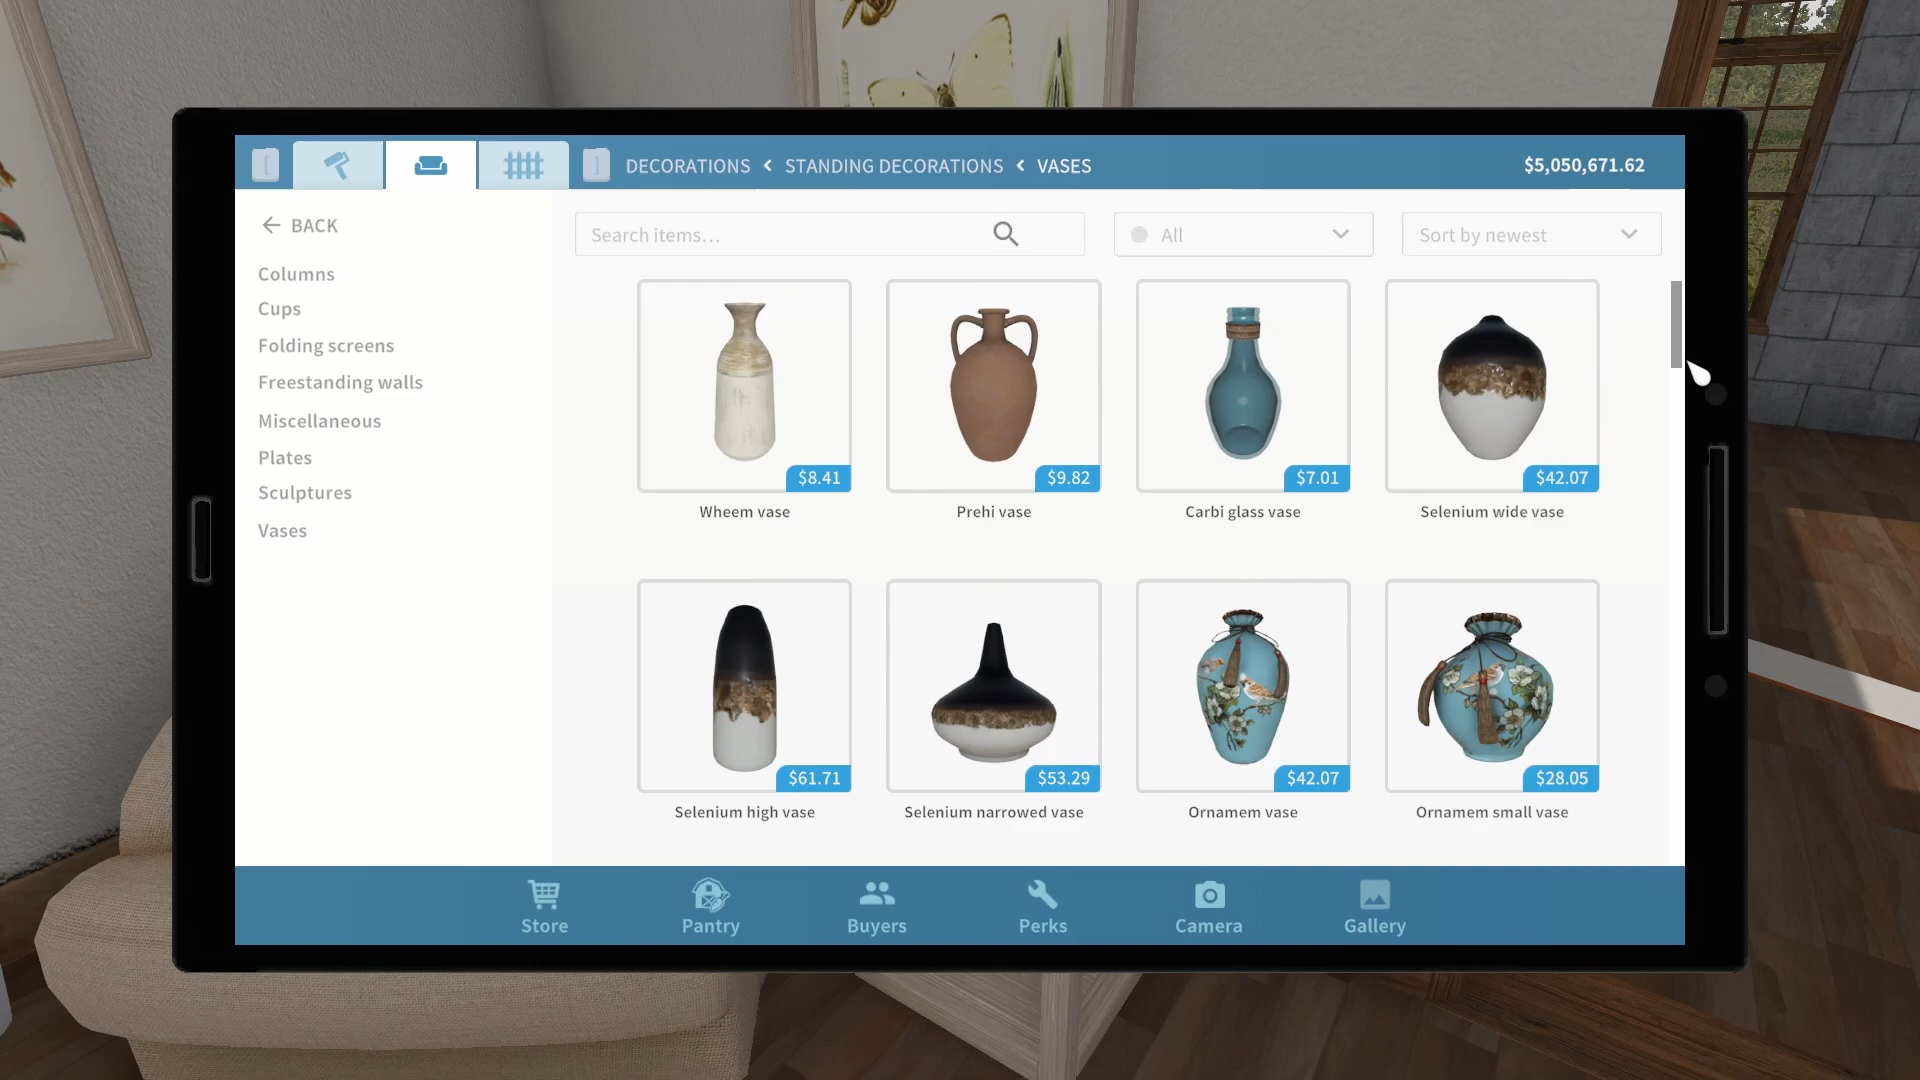 DECORATIONS < STANDING DECORATIONS < VASES
$5,050,671.62
BACK
Columns
Cups
Folding screens
Freestanding walls
Miscellaneous
Plates
Sculptures
Vases
Search items...
All
Sort by newest
$8.41
$9.82
$7.01
$42.07
Wheem vase
Prehi vase
Carbi glass vase
Selenium wide vase
$61.71
$53.29
$42.07
$28.05
Selenium high vase
Selenium narrowed vase
Ornamem vase
Ornamem small vase
Store
Pantry
Buyers
Perks
Camera
Gallery